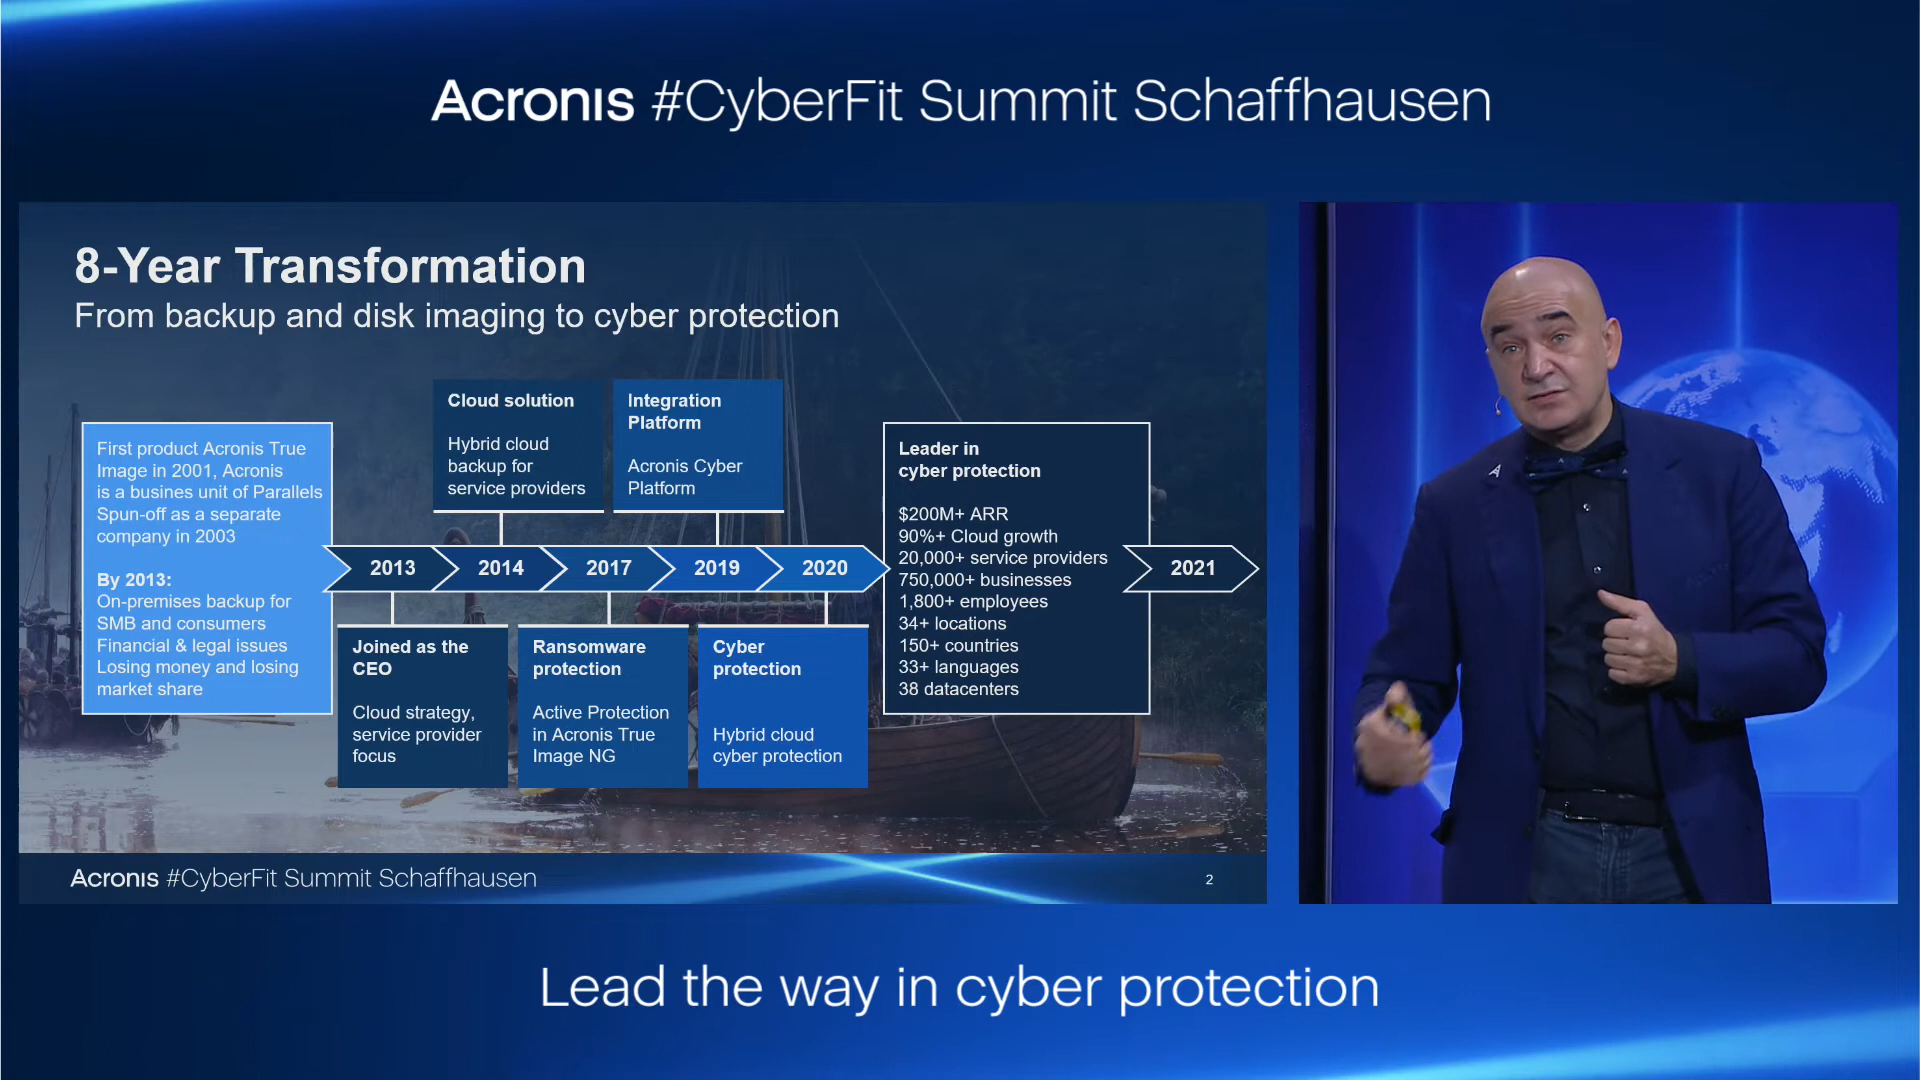 Acronis #CyberFit Summit Schaffhausen
8-Year Transformation
From backup and disk imaging to cyber protection
First product Acronis True
Image in 2001, Acronis
is a busines unit of Parallels
Spun-off as a separate
company in 2003
By 2013:
On-premises backup for
SMB and consumers
Financial & legal issues
Losing money and losing
market share
Cloud solution
Hybrid cloud
backup for
service providers
Integration
Platform
Acronis Cyber
Platform
2013
2014
2017
2019
2020
Joined as the
CEO
Cloud strategy,
service provider
focus
Ransomware
protection
Active Protection
in Acronis True
Image NG
Cyber
protection
Hybrid cloud
cyber protection
Leader in
cyber protection
$200M+ ARR
90%+ Cloud growth
20,000+ service providers
750,000+ businesses
1,800+ employees
34+ locations
150+ countries
33+ languages
38 datacenters
2021
Acronis #CyberFit Summit Schaffhausen
2
A
Lead the way in cyber protection